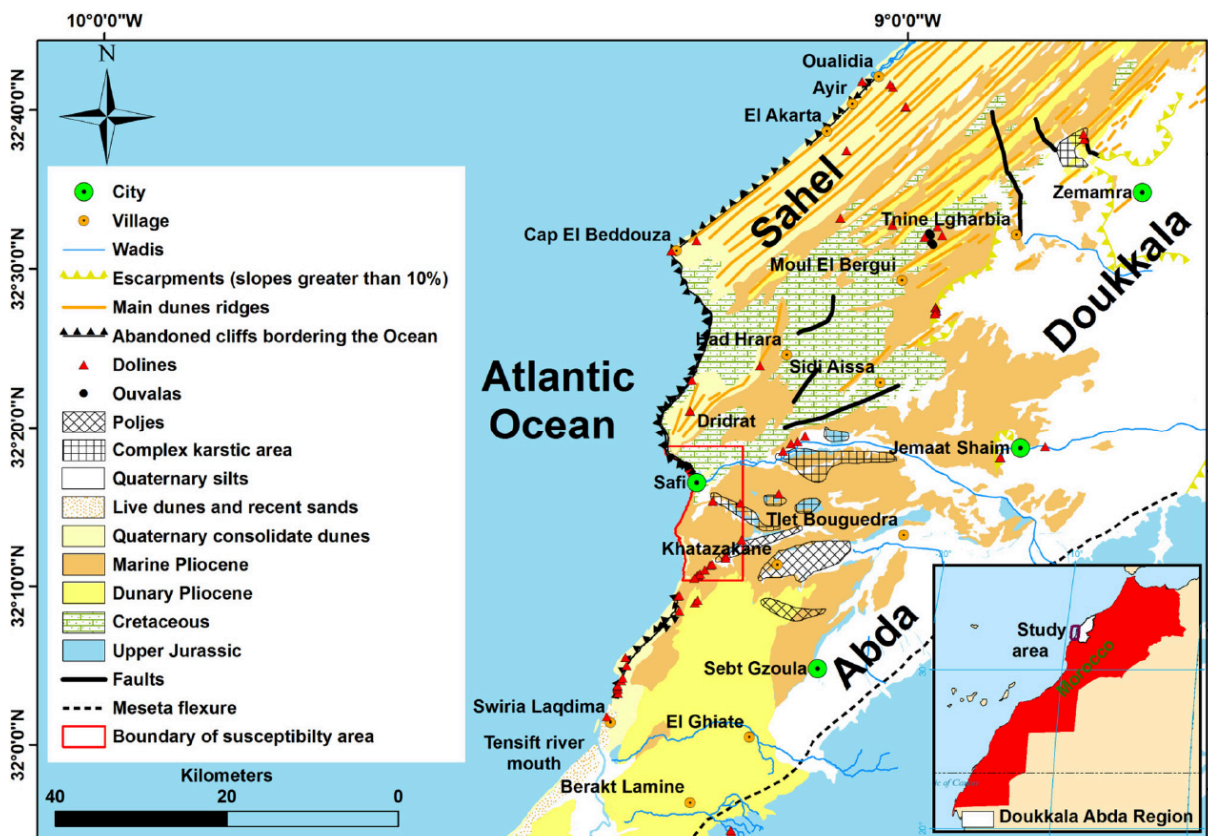 10°0'0"W
9°0'0"W
N
32°40'0"N
32°30'0"N
32°20'0"N
32°10'0"N
32°0'0"N
Oualidia
Ayir
El Akarta
Sahel
Zemamra
Tnine Lgharbia
Cap El Beddouza
Moul El Bergui
Doukkala
Had Hrara
Sidi Aissa
Atlantic
Ocean
Dridrat
Jemaat Shaim
Safi
Tlet Bouguedra
Khatazakane
Abda
Sebt Gzoula
Swiria Laqdima
El Ghiate
Tensift river
mouth
Berakt Lamine
City
Village
Wadis
Escarpments (slopes greater than 10%)
Main dunes ridges
Abandoned cliffs bordering the Ocean
Dolines
Ouvalas
Poljes
Complex karstic area
Quaternary silts
Live dunes and recent sands
Quaternary consolidate dunes
Marine Pliocene
Dunary Pliocene
Cretaceous
Upper Jurassic
Faults
Meseta flexure
Boundary of susceptibilty area
Kilometers
40 20 0
-20°
-10°
Study
area
Morocco
30°
20°
Doukkala Abda Region